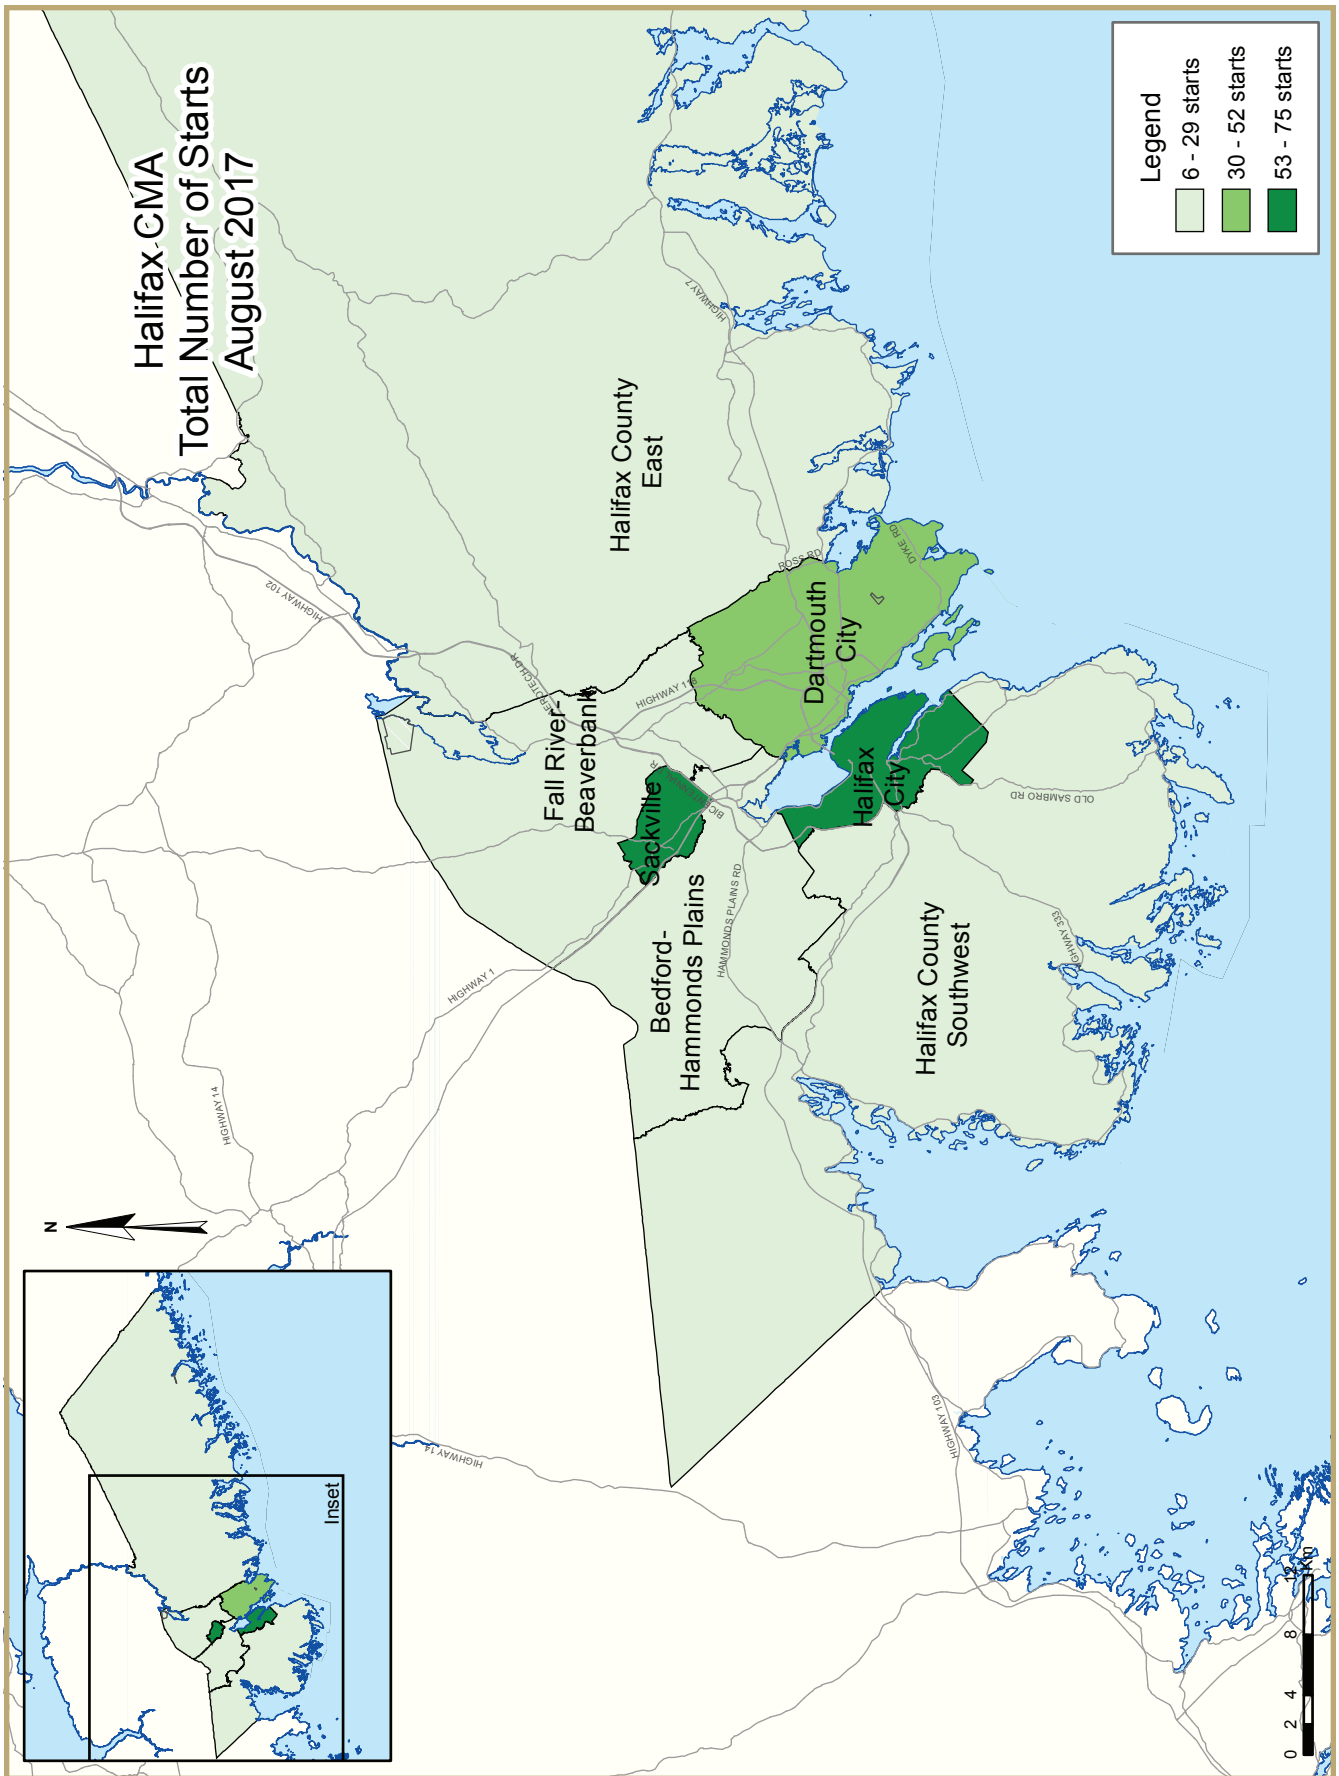 Halifax CMA
Total Number of Starts
August 2017
N
Inset
HIGHWAY 14
HIGHWAY 14
HIGHWAY 1
HIGHWAY 102
AEROTECH DR
HIGHWAY 118
Fall River-
Beaverbank
Sackville
Bedford-
Hammonds Plains
HAMMONDS PLAINS RD
Halifax County
East
HIGHWAY 7
ROSS RD
DYKE RD
Dartmouth
City
Halifax
City
OLD SAMBRO RD
Halifax County
Southwest
HIGHWAY 333
HIGHWAY 103
Legend
6 - 29 starts
30 - 52 starts
53 - 75 starts
0 2 4 8 12
Km